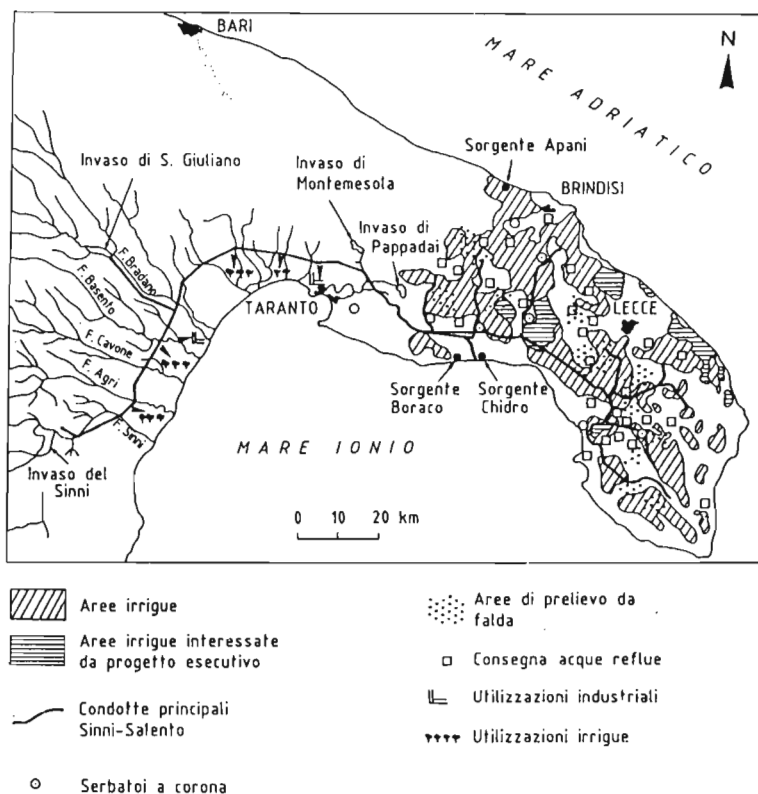 BARI
MARE ADRIATICO
N
Invaso di S. Giuliano
Invaso di
Montemesola
Sorgente Apani
BRINDISI
Invaso di
Pappadai
F. Bradano
F. Basento
F. Cavone
F. Agri
F. Sinni
TARANTO
LECCE
Sorgente
Boraco
Sorgente
Chidro
Invaso del
Sinni
MARE IONIO
0 10 20 km
Aree irrigue
Aree irrigue interessate
da progetto esecutivo
Condotte principali
Sinni-Salento
Serbatoi a corona
Aree di prelievo da
falda
Consegna acque reflue
Utilizzazioni industriali
Utilizzazioni irrigue